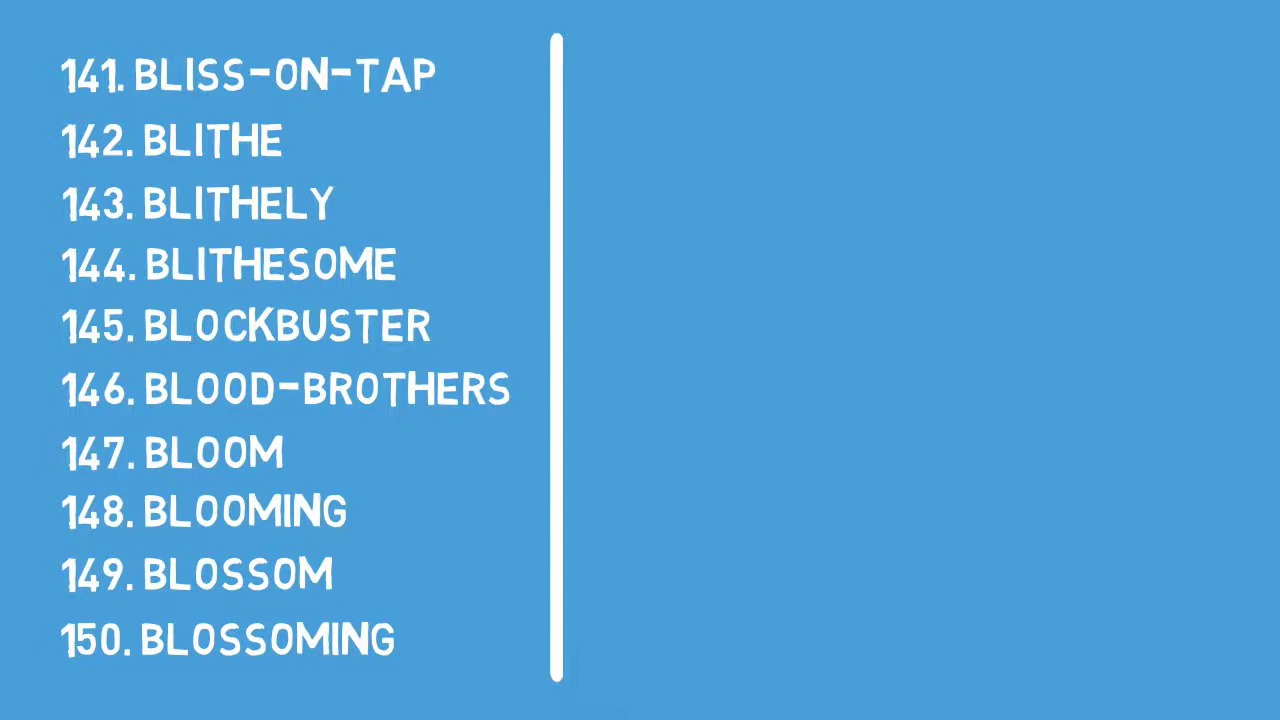 141. BLISS-ON-TAP
142. BLITHE
143. BLITHELY
144. BLITHESOME
145. BLOCKBUSTER
146. BLOOD-BROTHERS
147. BLOOM
148. BLOOMING
149. BLOSSOM
150. BLOSSOMING